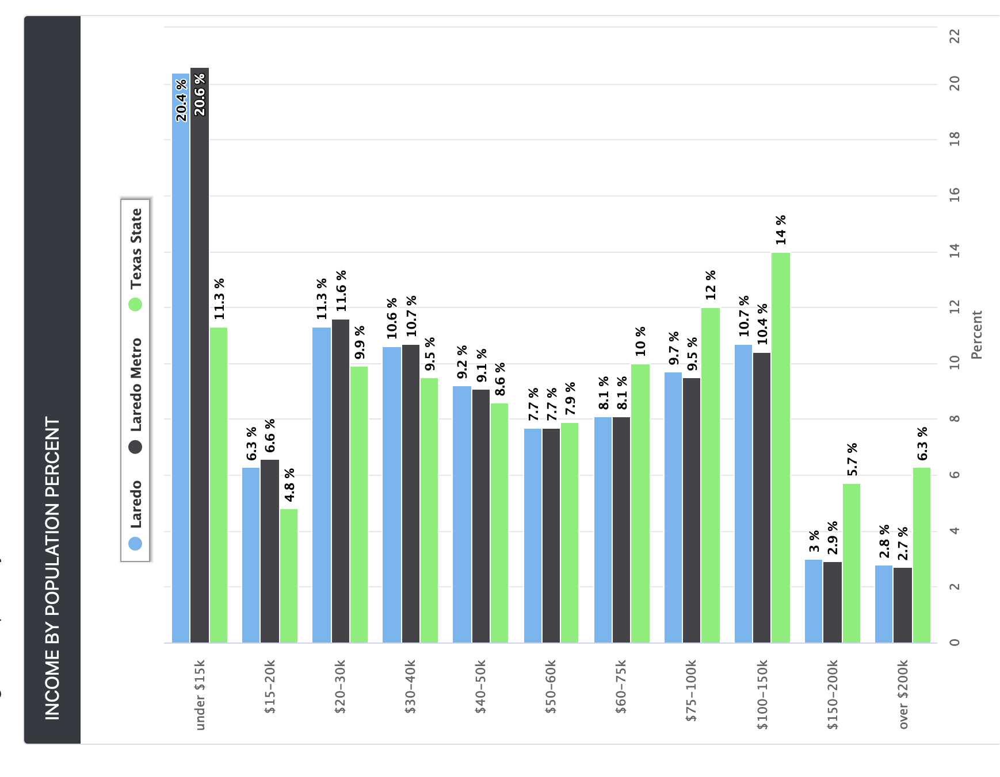 INCOME BY POPULATION PERCENT
Laredo Laredo Metro Texas State
under $15k 20.4 % 20.6 % 11.3 %
$15-20k 6.3 % 6.6 % 4.8 %
$20-30k 11.3 % 11.6 % 9.9 %
$30-40k 10.6 % 10.7 % 9.5 %
$40-50k 9.2 % 9.1 % 8.6 %
$50-60k 7.7 % 7.7 % 7.9 %
$60-75k 8.1 % 8.1 % 10 %
$75-100k 9.7 % 9.5 % 12 %
$100-150k 10.7 % 10.4 % 14 %
$150-200k 3 % 2.9 % 5.7 %
over $200k 2.8 % 2.7 % 6.3 %
0 2 4 6 8 10 12 14 16 18 20 22
Percent